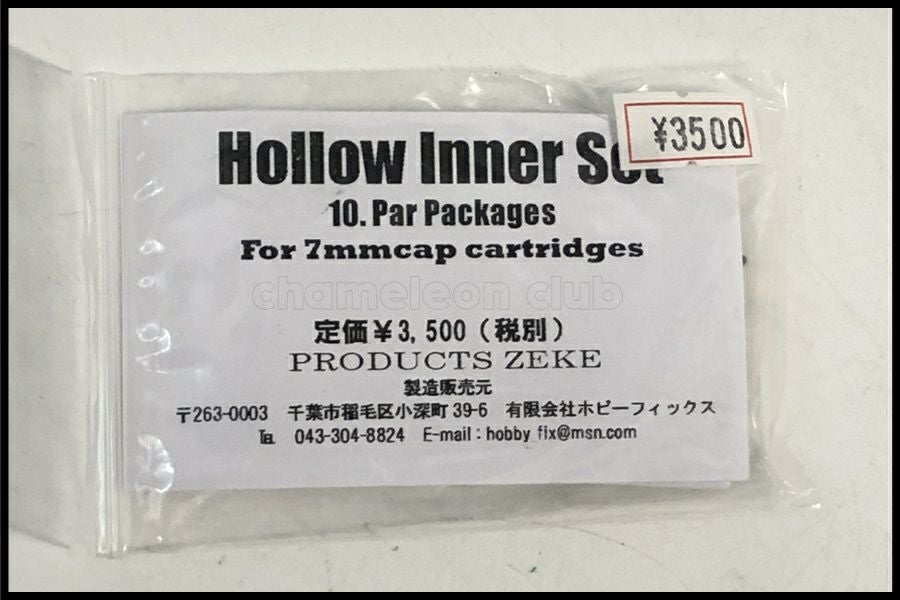 ¥3500
Hollow Inner Set
10. Par Packages
For 7mmcap cartridges
chameleon club
定価¥3,500(税別)
PRODUCTS ZEKE
製造販売元
〒263-0003 千葉市稲毛区小深町39-6 有限会社ホビーフィックス
℡ 043-304-8824 E-mail:hobby_fix@msn.com